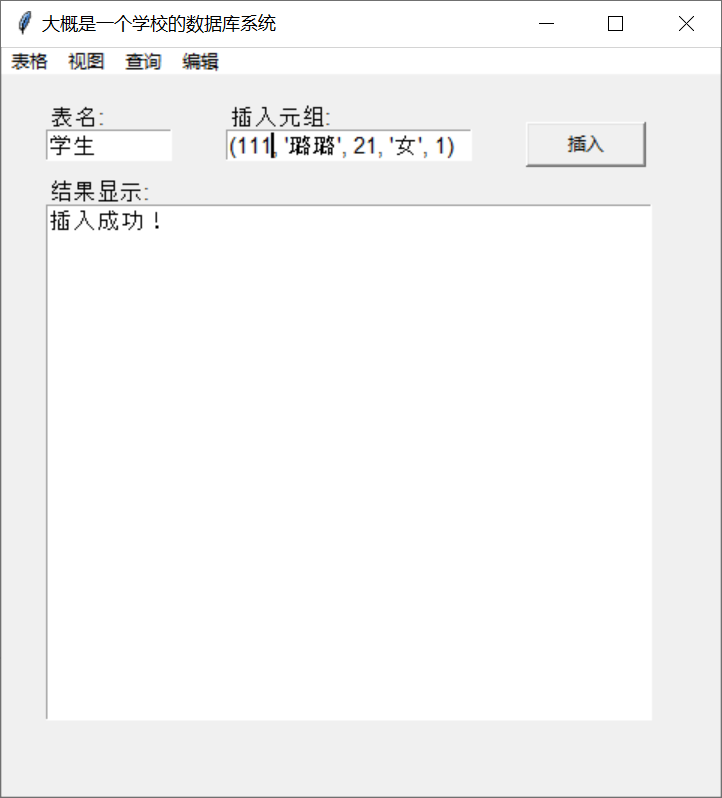 大概是一个学校的数据库系统
表格 视图 查询 编辑
表名: 插入元组:
学生 (111, '璐璐', 21, '女', 1) 插入
结果显示:
插入成功！